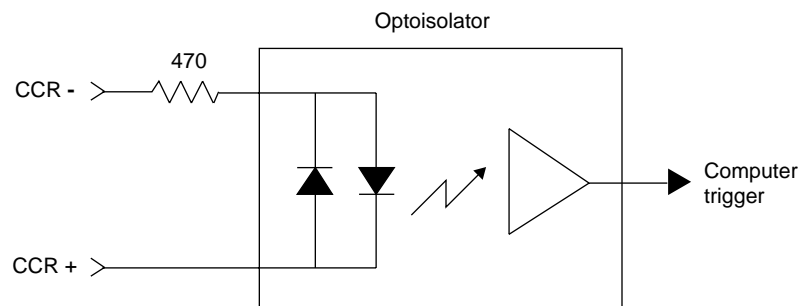 Optoisolator
470
CCR -
Computer
trigger
CCR +